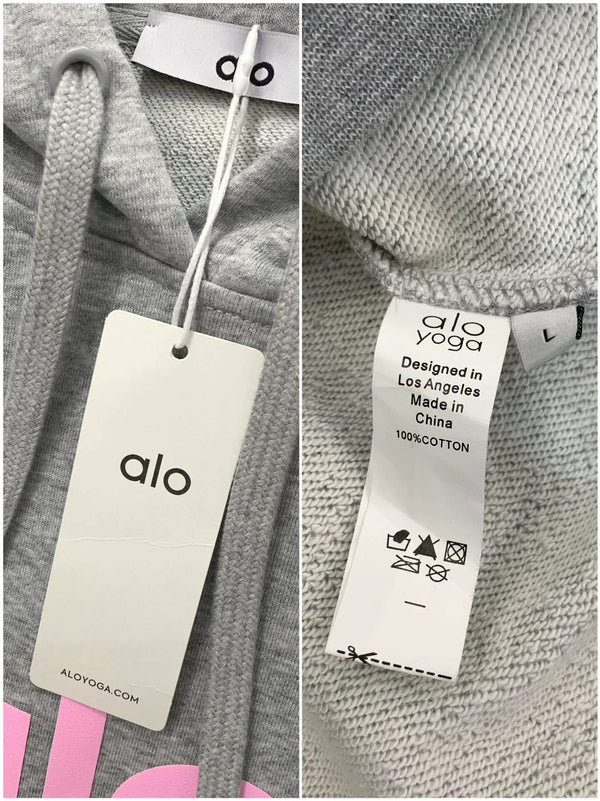 alo
alo
ALOYOGA.COM
alo
yoga
L
Designed in
Los Angeles
Made in
China
100%COTTON